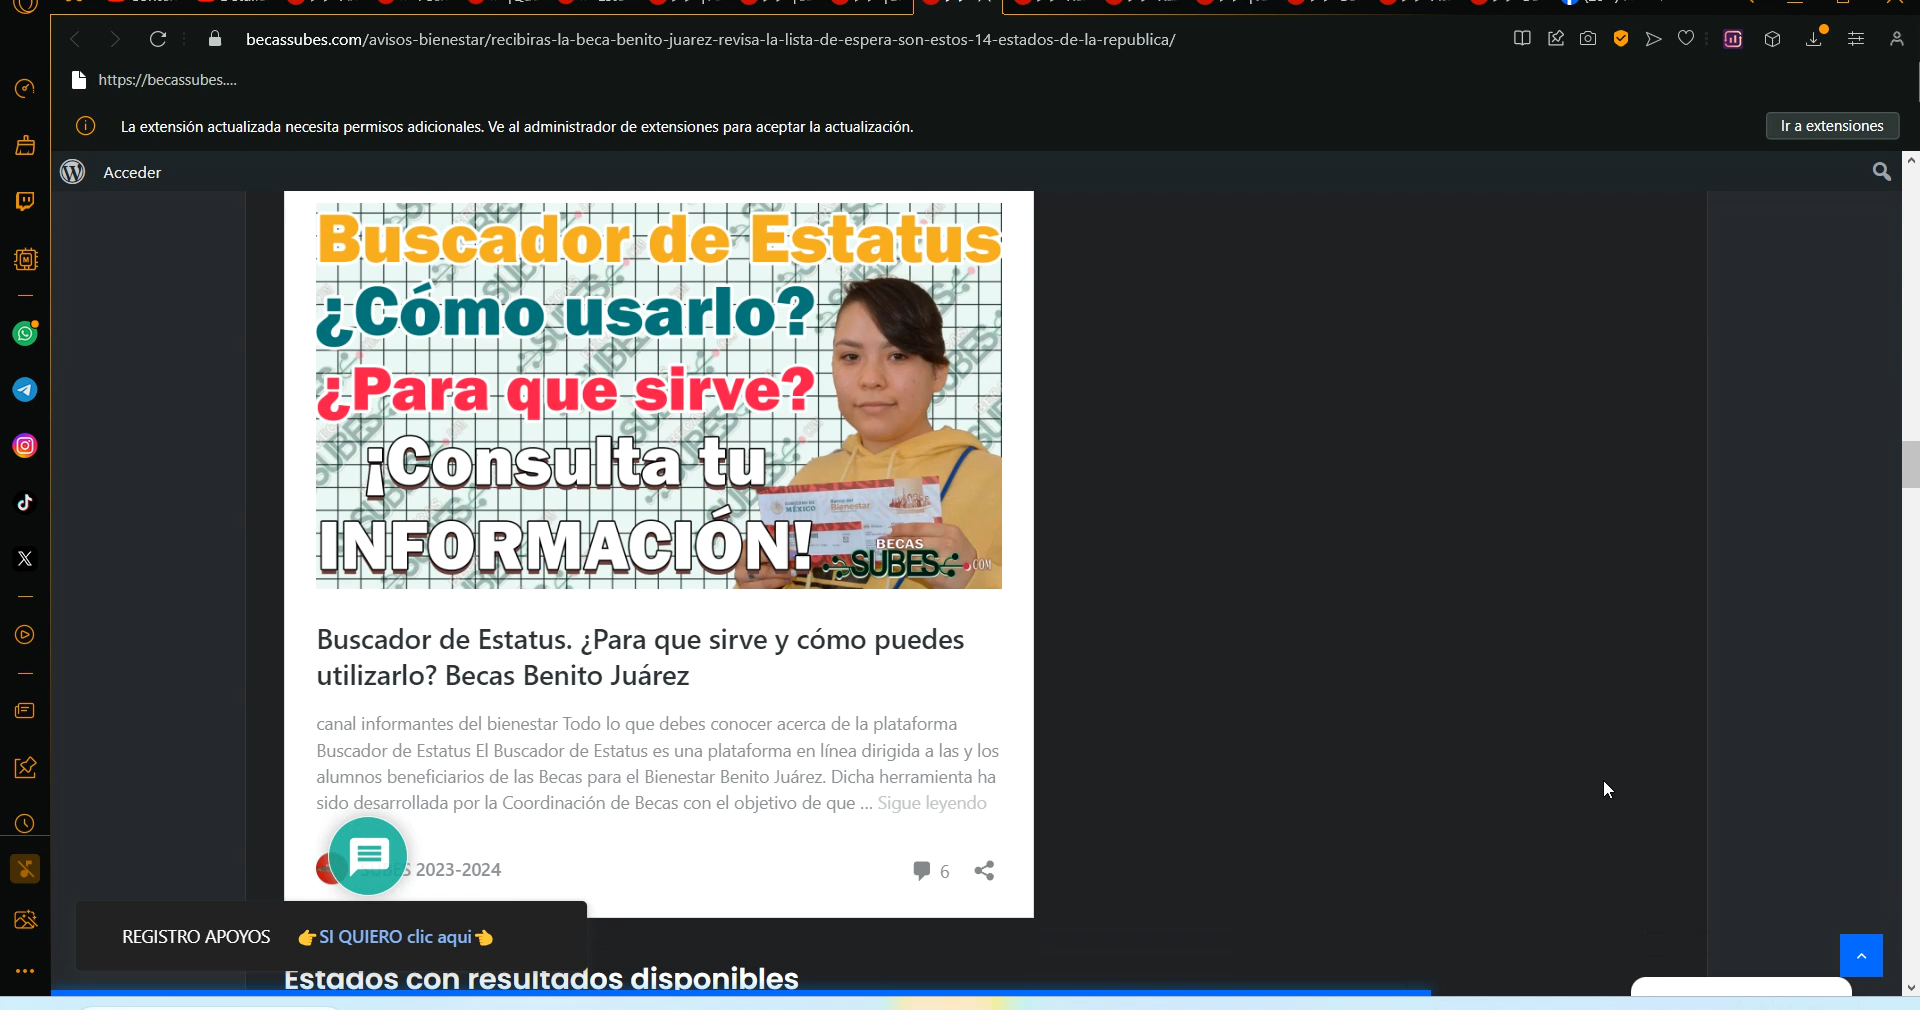 becassubes.com/avisos-bienestar/recibiras-la-beca-benito-juarez-revisa-la-lista-de-espera-son-estos-14-estados-de-la-republica/
https://becassubes....
La extensión actualizada necesita permisos adicionales. Ve al administrador de extensiones para aceptar la actualización.
Ir a extensiones
Acceder
Buscador de Estatus
¿Cómo usarlo?
¿Para que sirve?
¡Consulta tu
INFORMACIÓN!
GOBIERNO DE
MÉXICO
Bienestar
BECAS
SUBES
.COM
Buscador de Estatus. ¿Para que sirve y cómo puedes
utilizarlo? Becas Benito Juárez
canal informantes del bienestar Todo lo que debes conocer acerca de la plataforma
Buscador de Estatus El Buscador de Estatus es una plataforma en línea dirigida a las y los
alumnos beneficiarios de las Becas para el Bienestar Benito Juárez. Dicha herramienta ha
sido desarrollada por la Coordinación de Becas con el objetivo de que ... Sigue leyendo
2023-2024
6
REGISTRO APOYOS 👉SI QUIERO clic aqui👈
Estados con resultados disponibles